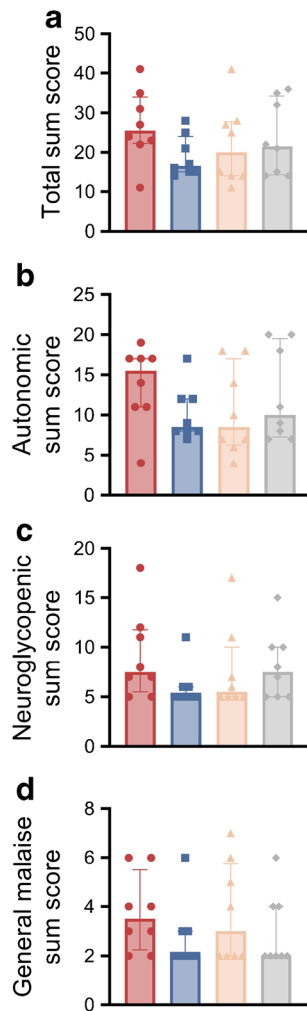 a
Total sum score
50
40
30
20
10
0
b
Autonomic
sum score
25
20
15
10
5
0
c
Neuroglycopenic
sum score
20
15
10
5
0
d
General malaise
sum score
8
6
4
2
0